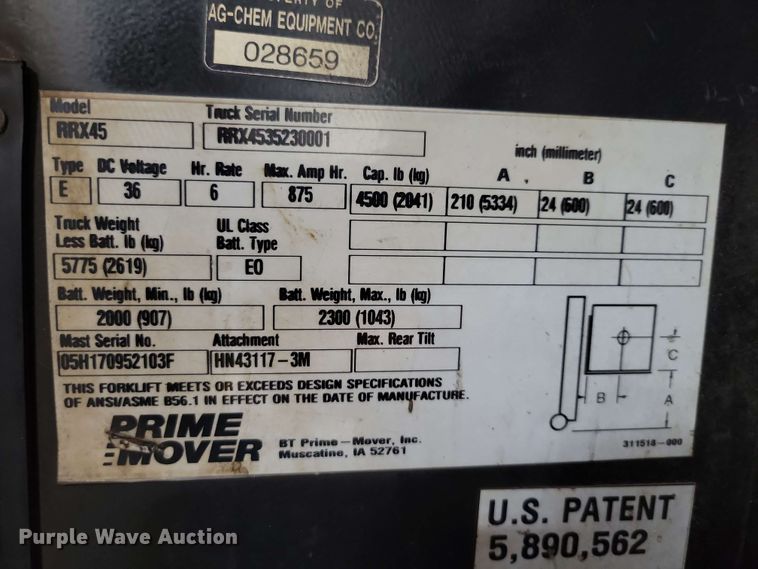 PROPERTY OF
AG-CHEM EQUIPMENT CO.
028659
Model Truck Serial Number
RRX45 RRX4535230001
inch (millimeter)
Type DC Voltage Hr. Rate Max. Amp Hr. Cap. lb (kg) A B C
E 36 6 875 4500 (2041) 210 (5334) 24 (600) 24 (600)
Truck Weight UL Class
Less Batt. lb (kg) Batt. Type
5775 (2619) EO
Batt. Weight, Min., lb (kg) Batt. Weight, Max., lb (kg)
2000 (907) 2300 (1043)
Mast Serial No. Attachment Max. Rear Tilt
05H170952103F HN43117-3M
C
B A
THIS FORKLIFT MEETS OR EXCEEDS DESIGN SPECIFICATIONS
OF ANSI/ASME B56.1 IN EFFECT ON THE DATE OF MANUFACTURE.
PRIME
MOVER
BT Prime-Mover, Inc.
Muscatine, IA 52761
311518-000
U.S. PATENT
5,890,562
Purple Wave Auction